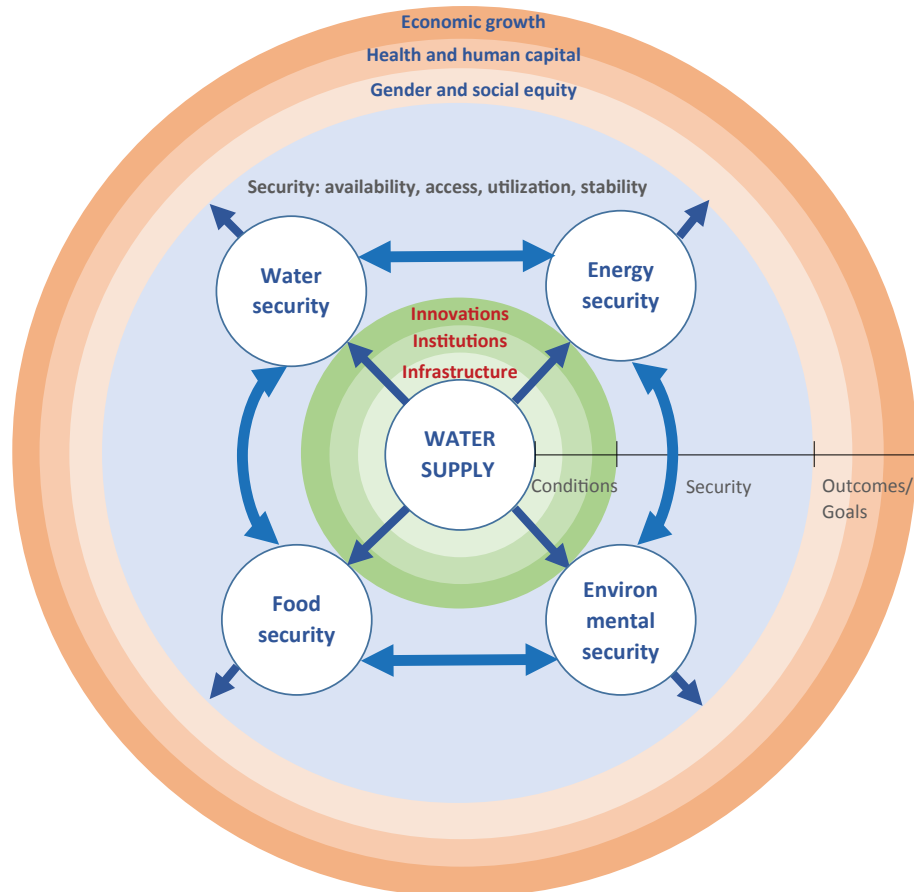 Economic growth
Health and human capital
Gender and social equity
Security: availability, access, utilization, stability
Water
security
Energy
security
Innovations
Institutions
Infrastructure
WATER
SUPPLY
Conditions
Security
Outcomes/
Goals
Food
security
Environ
mental
security